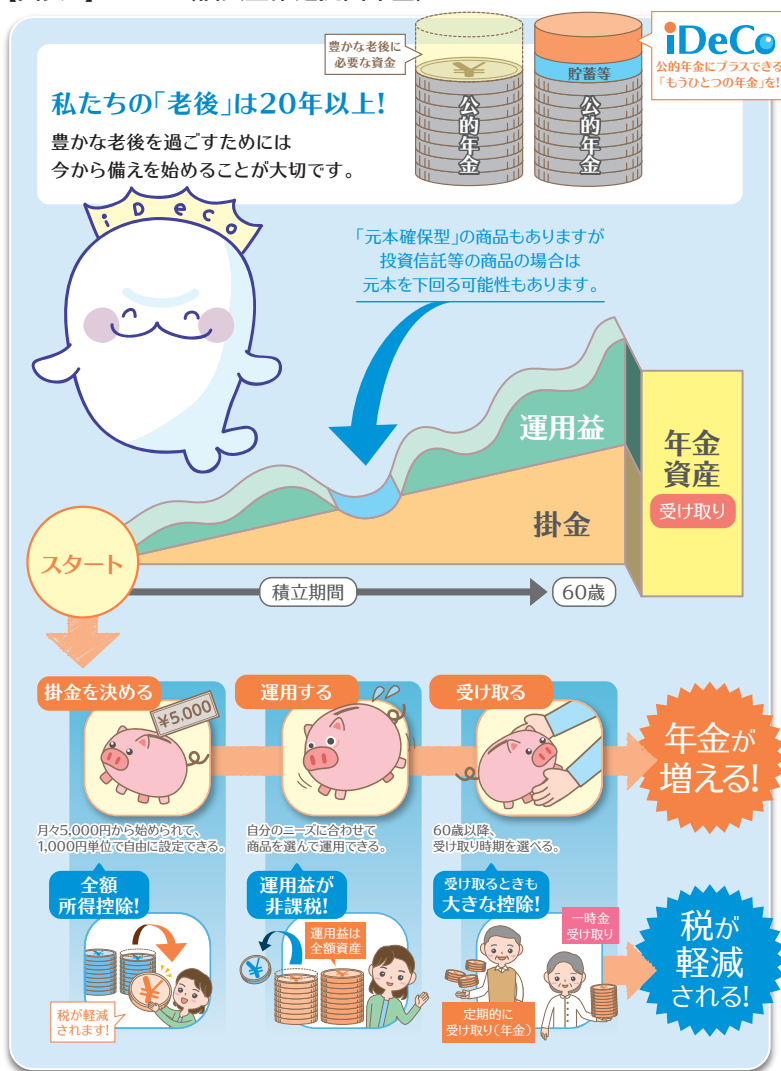 豊かな老後に
必要な資金
公的年金
貯蓄等
公的年金
iDeCo
公的年金にプラスできる
「もうひとつの年金」を!
私たちの「老後」は20年以上!
豊かな老後を過ごすためには
今から備えを始めることが大切です。
iDeCo
「元本確保型」の商品もありますが
投資信託等の商品の場合は
元本を下回る可能性もあります。
運用益
掛金
年金
資産
受け取り
スタート
積立期間
60歳
掛金を決める
¥5,000
月々5,000円から始められて、
1,000円単位で自由に設定できる。
運用する
自分のニーズに合わせて
商品を選んで運用できる。
受け取る
60歳以降、
受け取り時期を選べる。
年金が
増える!
全額
所得控除!
¥
税が軽減
されます!
運用益が
非課税!
¥
運用益は
全額資産
受け取るときも
大きな控除!
一時金
受け取り
定期的に
受け取り(年金)
税が
軽減
される!